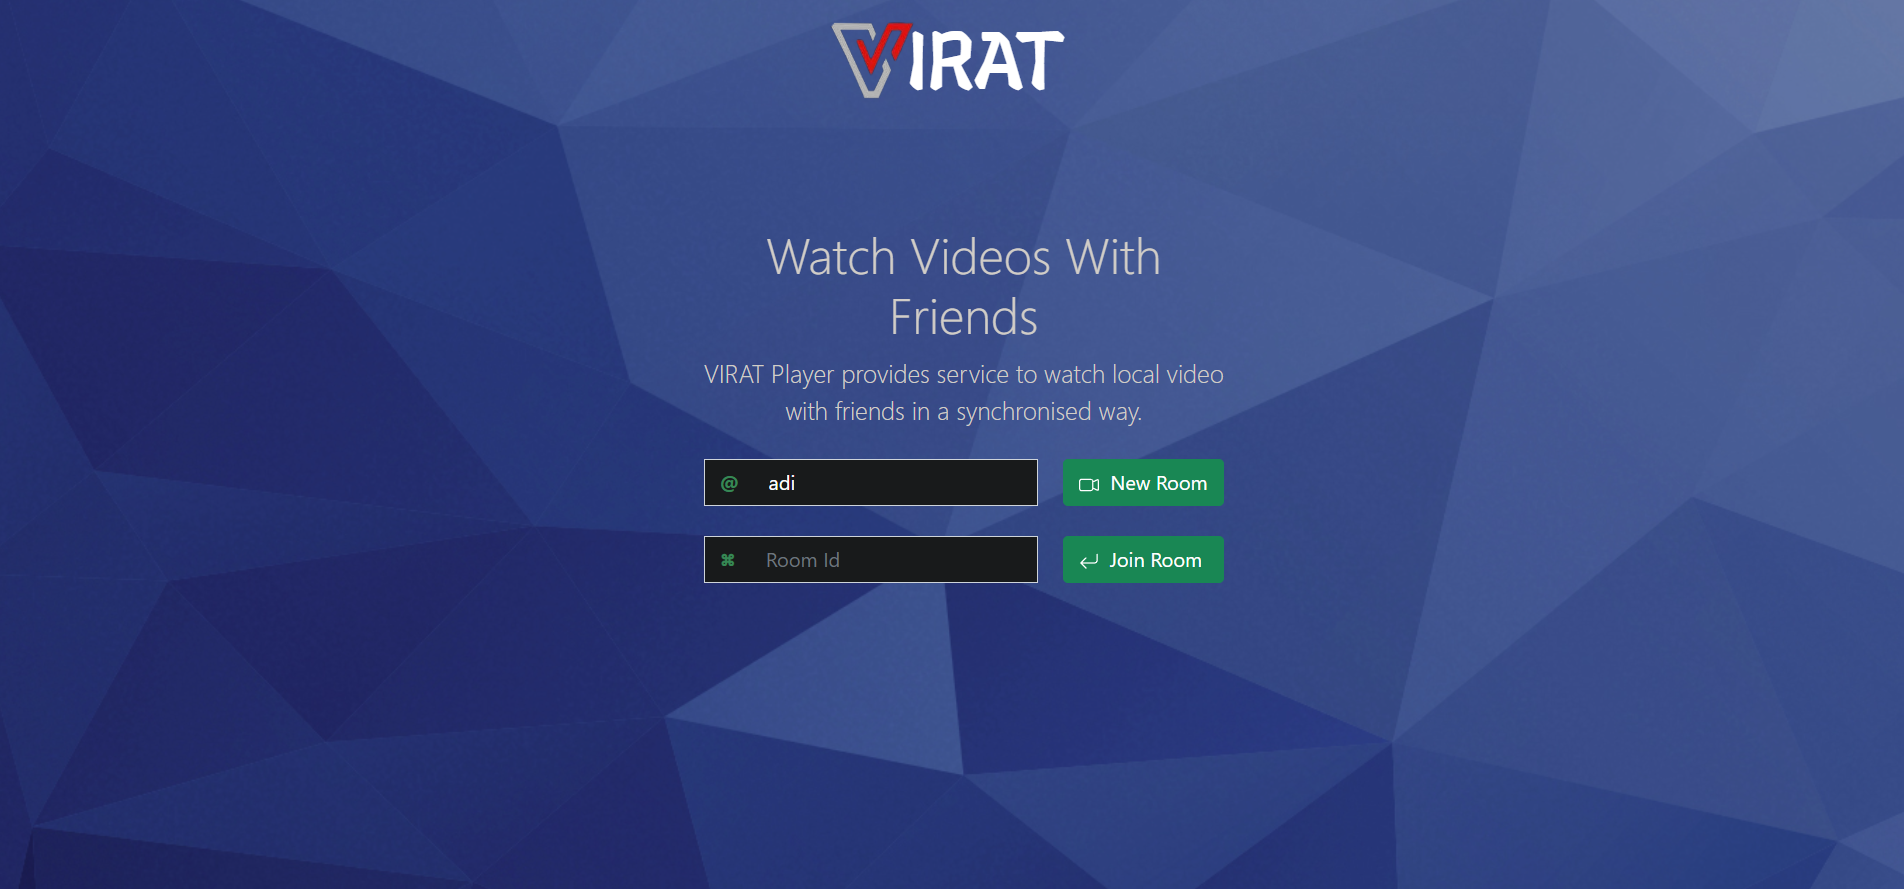 VIRAT
Watch Videos With
Friends
VIRAT Player provides service to watch local video
with friends in a synchronised way.
@ adi
New Room
⌘ Room Id
Join Room